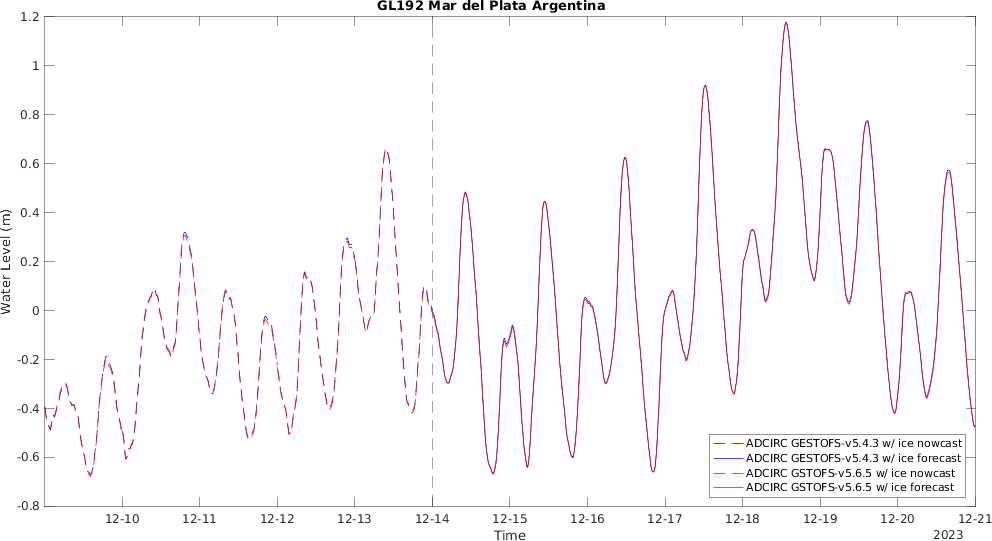 GL192 Mar del Plata Argentina
1.2
1
0.8
0.6
0.4
0.2
0
-0.2
-0.4
-0.6
-0.8
Water Level (m)
12-10 12-11 12-12 12-13 12-14 12-15 12-16 12-17 12-18 12-19 12-20 12-21
Time
2023
ADCIRC GESTOFS-v5.4.3 w/ ice nowcast
ADCIRC GESTOFS-v5.4.3 w/ ice forecast
ADCIRC GSTOFS-v5.6.5 w/ ice nowcast
ADCIRC GSTOFS-v5.6.5 w/ ice forecast